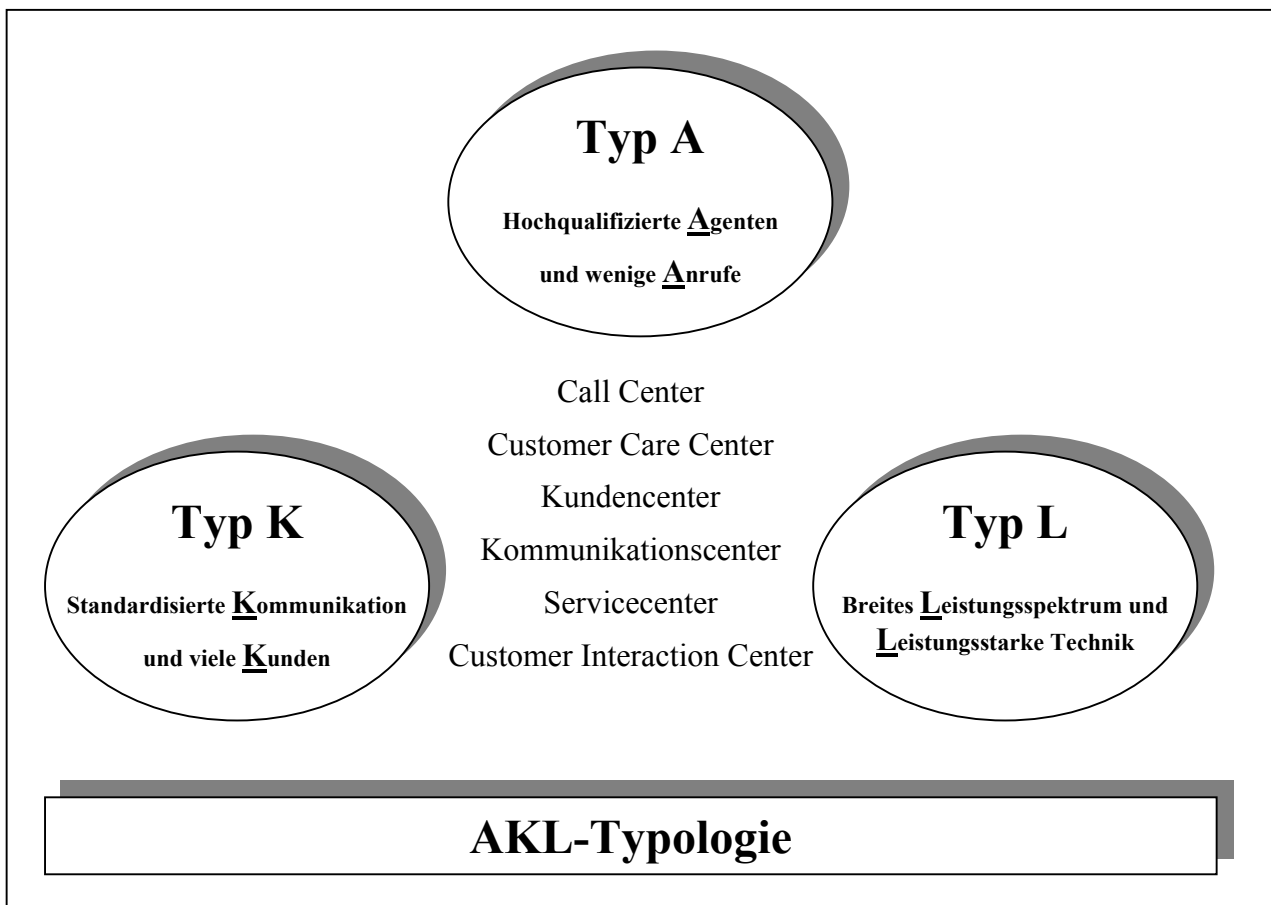 Typ A
Hochqualifizierte Agenten
und wenige Anrufe
Call Center
Customer Care Center
Kundencenter
Kommunikationscenter
Servicecenter
Customer Interaction Center
Typ K
Standardisierte Kommunikation
und viele Kunden
Typ L
Breites Leistungsspektrum und
Leistungsstarke Technik
AKL-Typologie